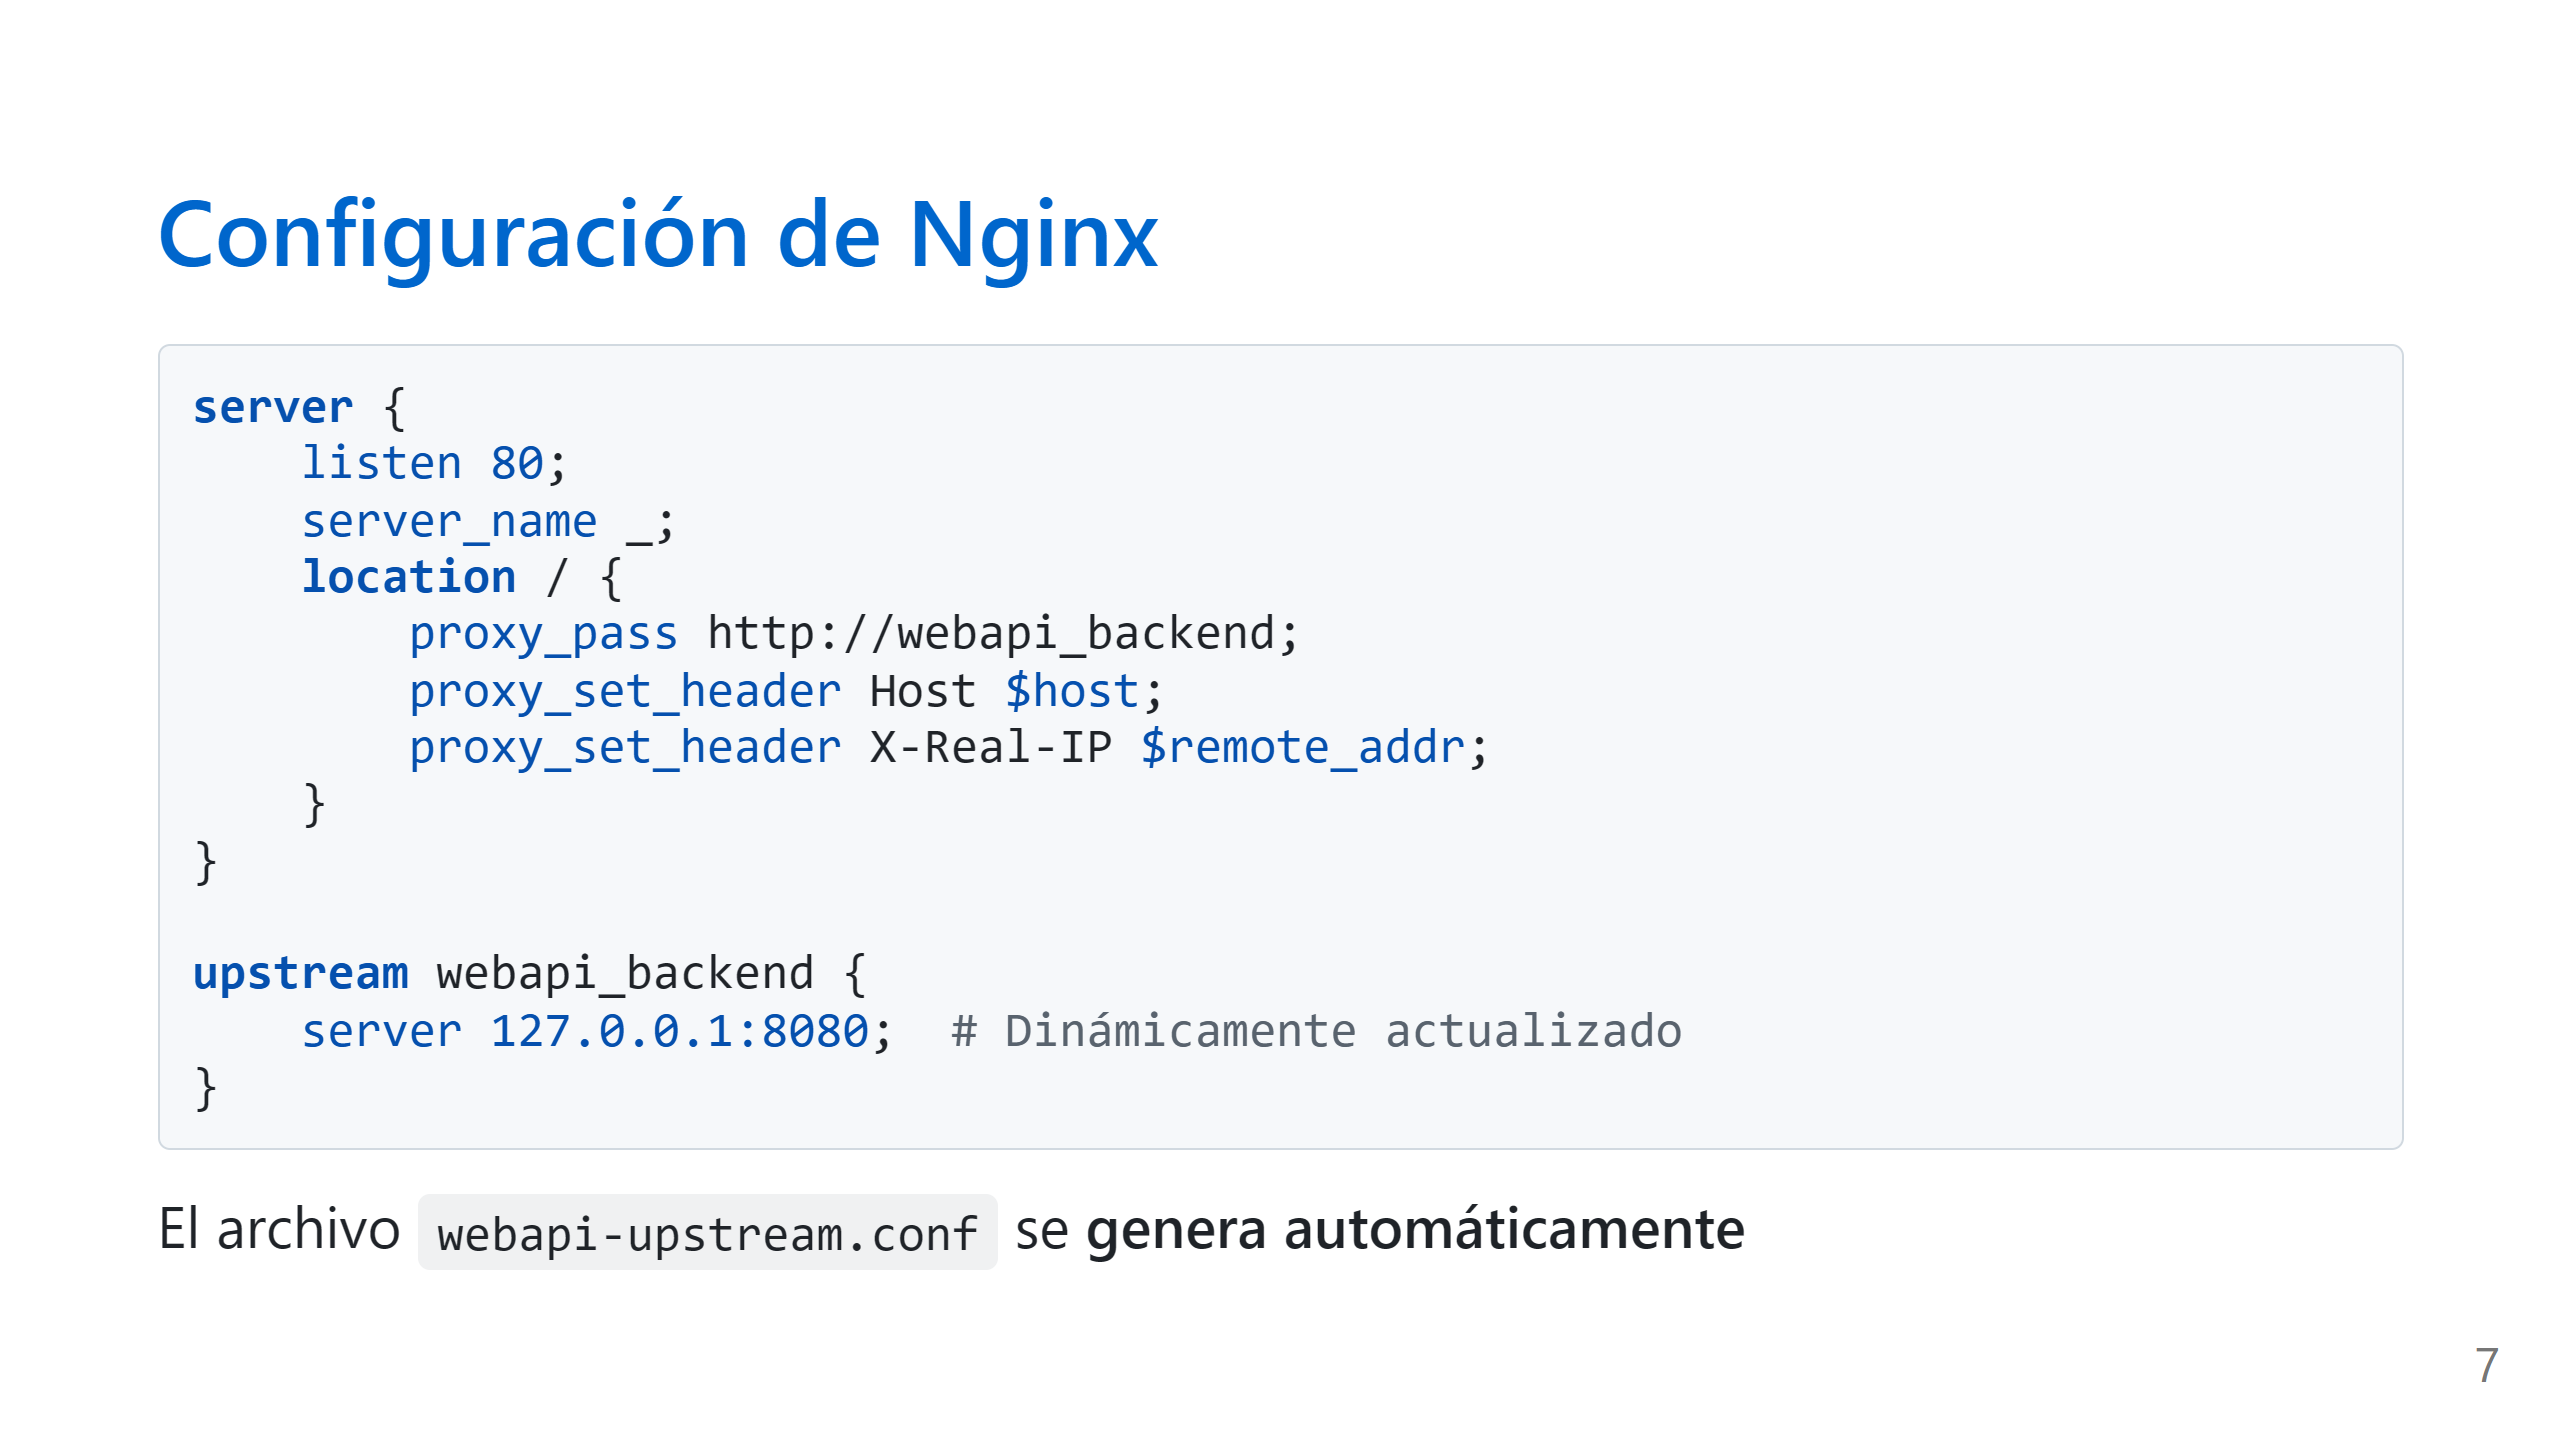 Configuración de Nginx
server {
    listen 80;
    server_name _;
    location / {
        proxy_pass http://webapi_backend;
        proxy_set_header Host $host;
        proxy_set_header X-Real-IP $remote_addr;
    }
}
upstream webapi_backend {
    server 127.0.0.1:8080;  # Dinámicamente actualizado
}
El archivo webapi-upstream.conf se genera automáticamente
7